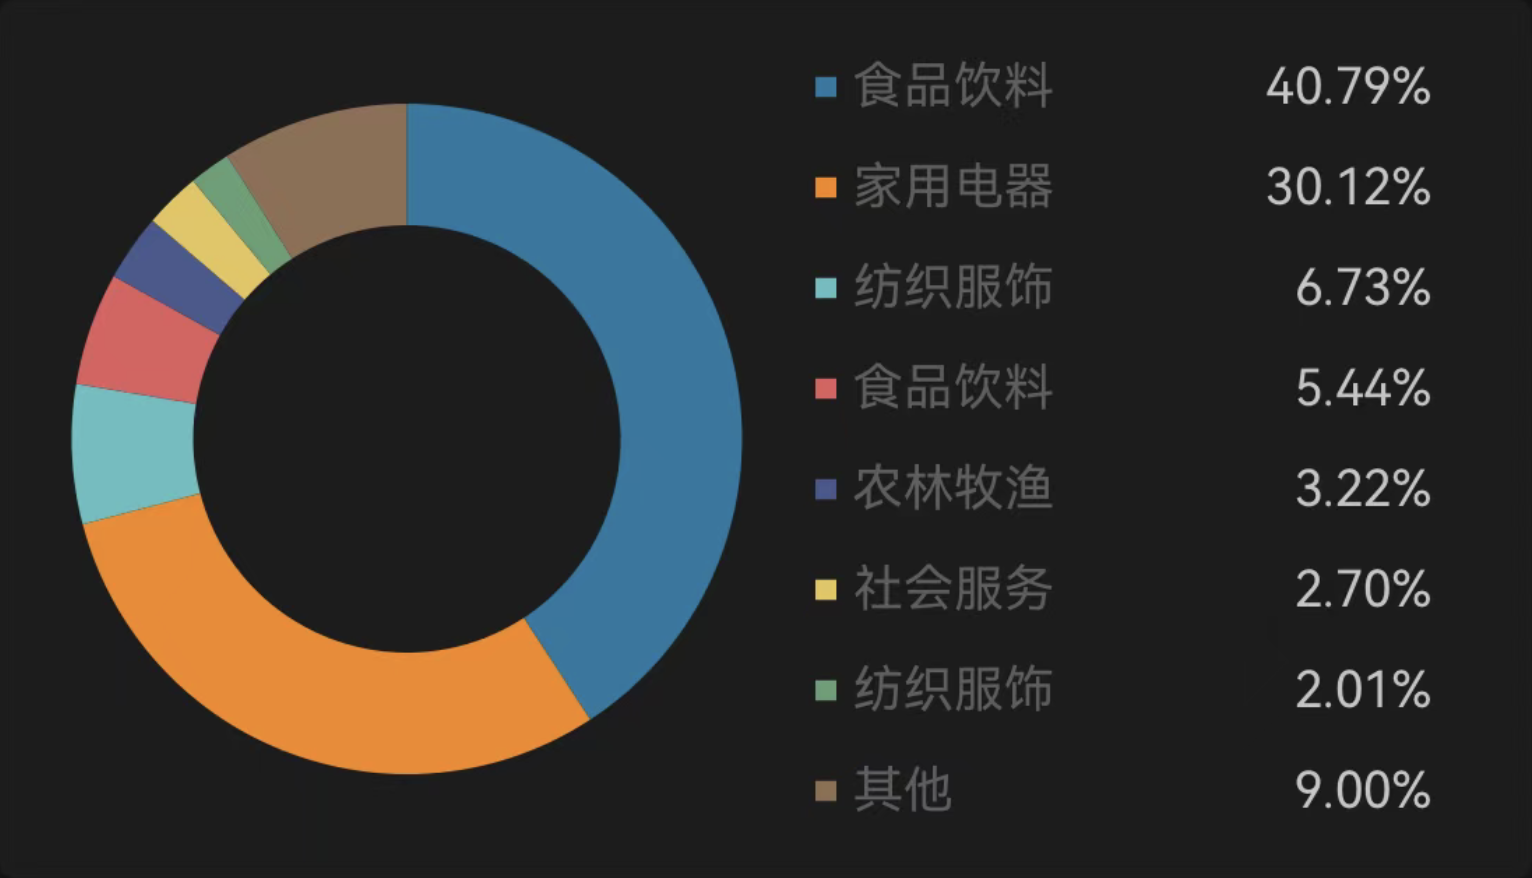 食品饮料 40.79%
家用电器 30.12%
纺织服饰 6.73%
食品饮料 5.44%
农林牧渔 3.22%
社会服务 2.70%
纺织服饰 2.01%
其他 9.00%